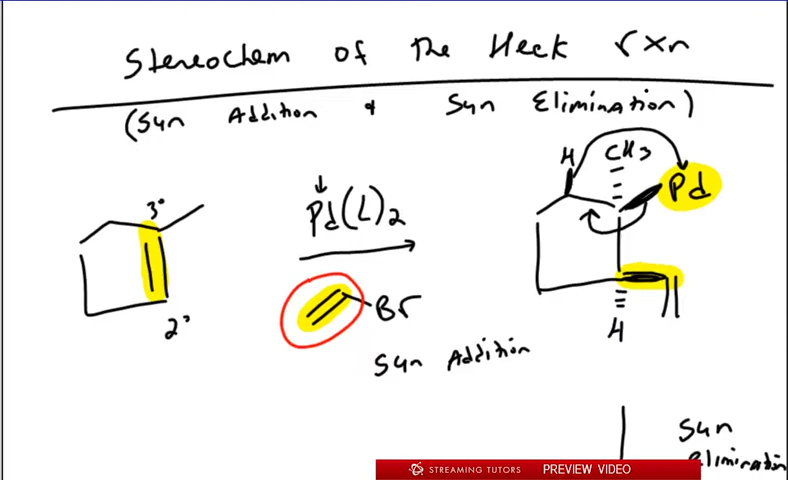 Stereochem of the Heck rxn
(Syn Addition & Syn Elimination)
H CH3
3° Pd
Pd(L)2
Br
2° H
Syn Addition
Syn
Elimination
STREAMING TUTORS PREVIEW VIDEO